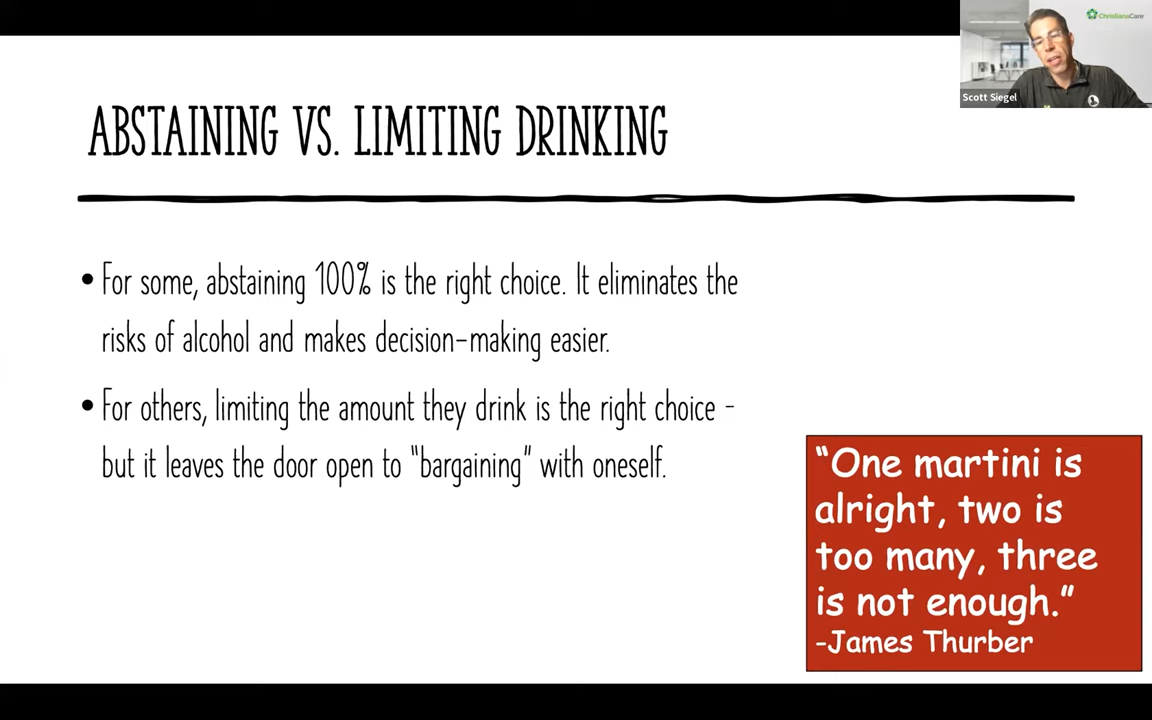 ChristianaCare
Scott Siegel
ABSTAINING VS. LIMITING DRINKING
• For some, abstaining 100% is the right choice. It eliminates the
risks of alcohol and makes decision-making easier.
• For others, limiting the amount they drink is the right choice -
but it leaves the door open to "bargaining" with oneself.
"One martini is
alright, two is
too many, three
is not enough."
-James Thurber